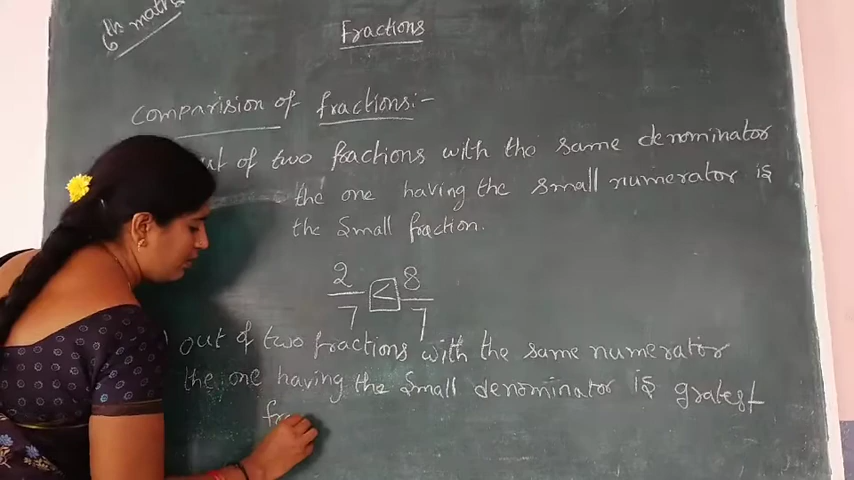 6th maths
Fractions
Comparision of fractions:-
out of two fractions with the same denominator
the one having the small numerator is
the small fraction.
2/7 < 8/7
out of two fractions with the same numerator
the one having the small denominator is gratest
fra